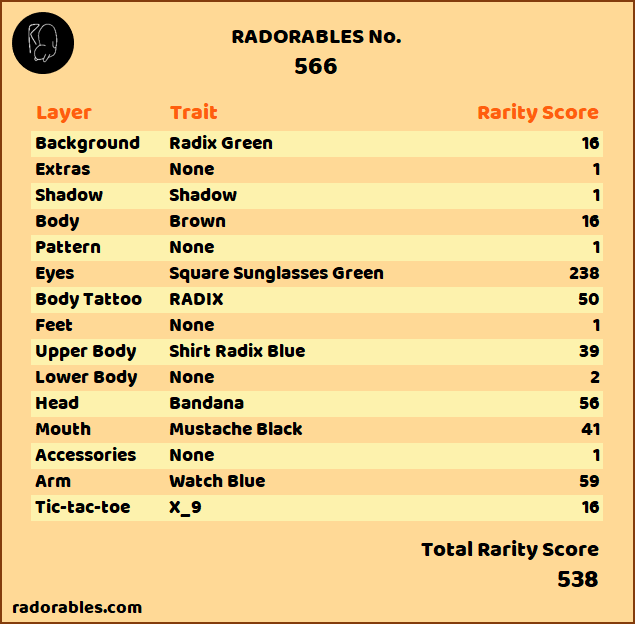 RADORABLES No.
566
Layer Trait Rarity Score
Background Radix Green 16
Extras None 1
Shadow Shadow 1
Body Brown 16
Pattern None 1
Eyes Square Sunglasses Green 238
Body Tattoo RADIX 50
Feet None 1
Upper Body Shirt Radix Blue 39
Lower Body None 2
Head Bandana 56
Mouth Mustache Black 41
Accessories None 1
Arm Watch Blue 59
Tic-tac-toe X_9 16
Total Rarity Score
538
radorables.com